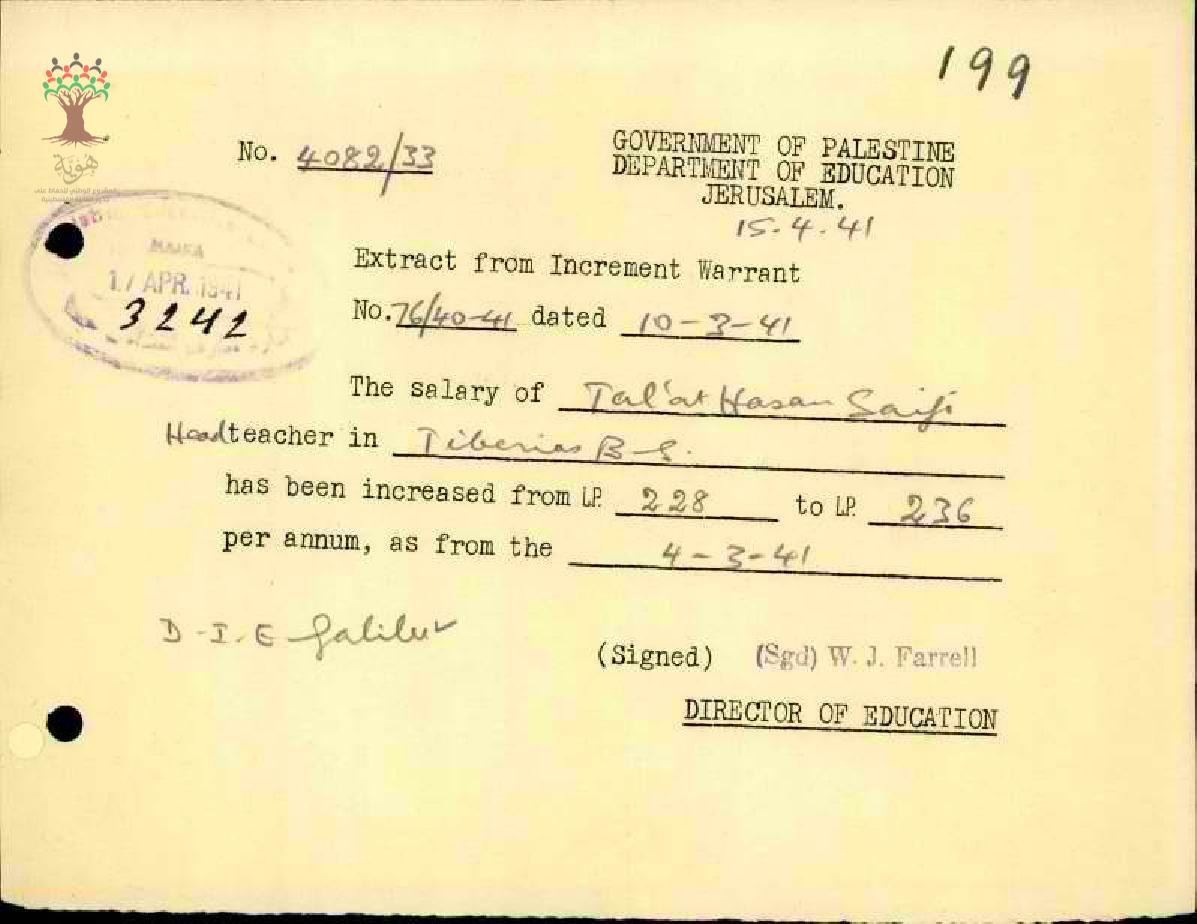 199
هوية
No. 4082/33
GOVERNMENT OF PALESTINE
DEPARTMENT OF EDUCATION
JERUSALEM.
15.4.41
17 APR. 1941
3242
Extract from Increment Warrant
No. 76/40-41 dated 10-3-41
The salary of Tal'at Hasan Saifi
Headteacher in Tiberias B-S.
has been increased from LP. 228 to LP. 236
per annum, as from the 4-3-41
D-I-E Galilee
(Signed) (Sgd) W. J. Farrell
DIRECTOR OF EDUCATION